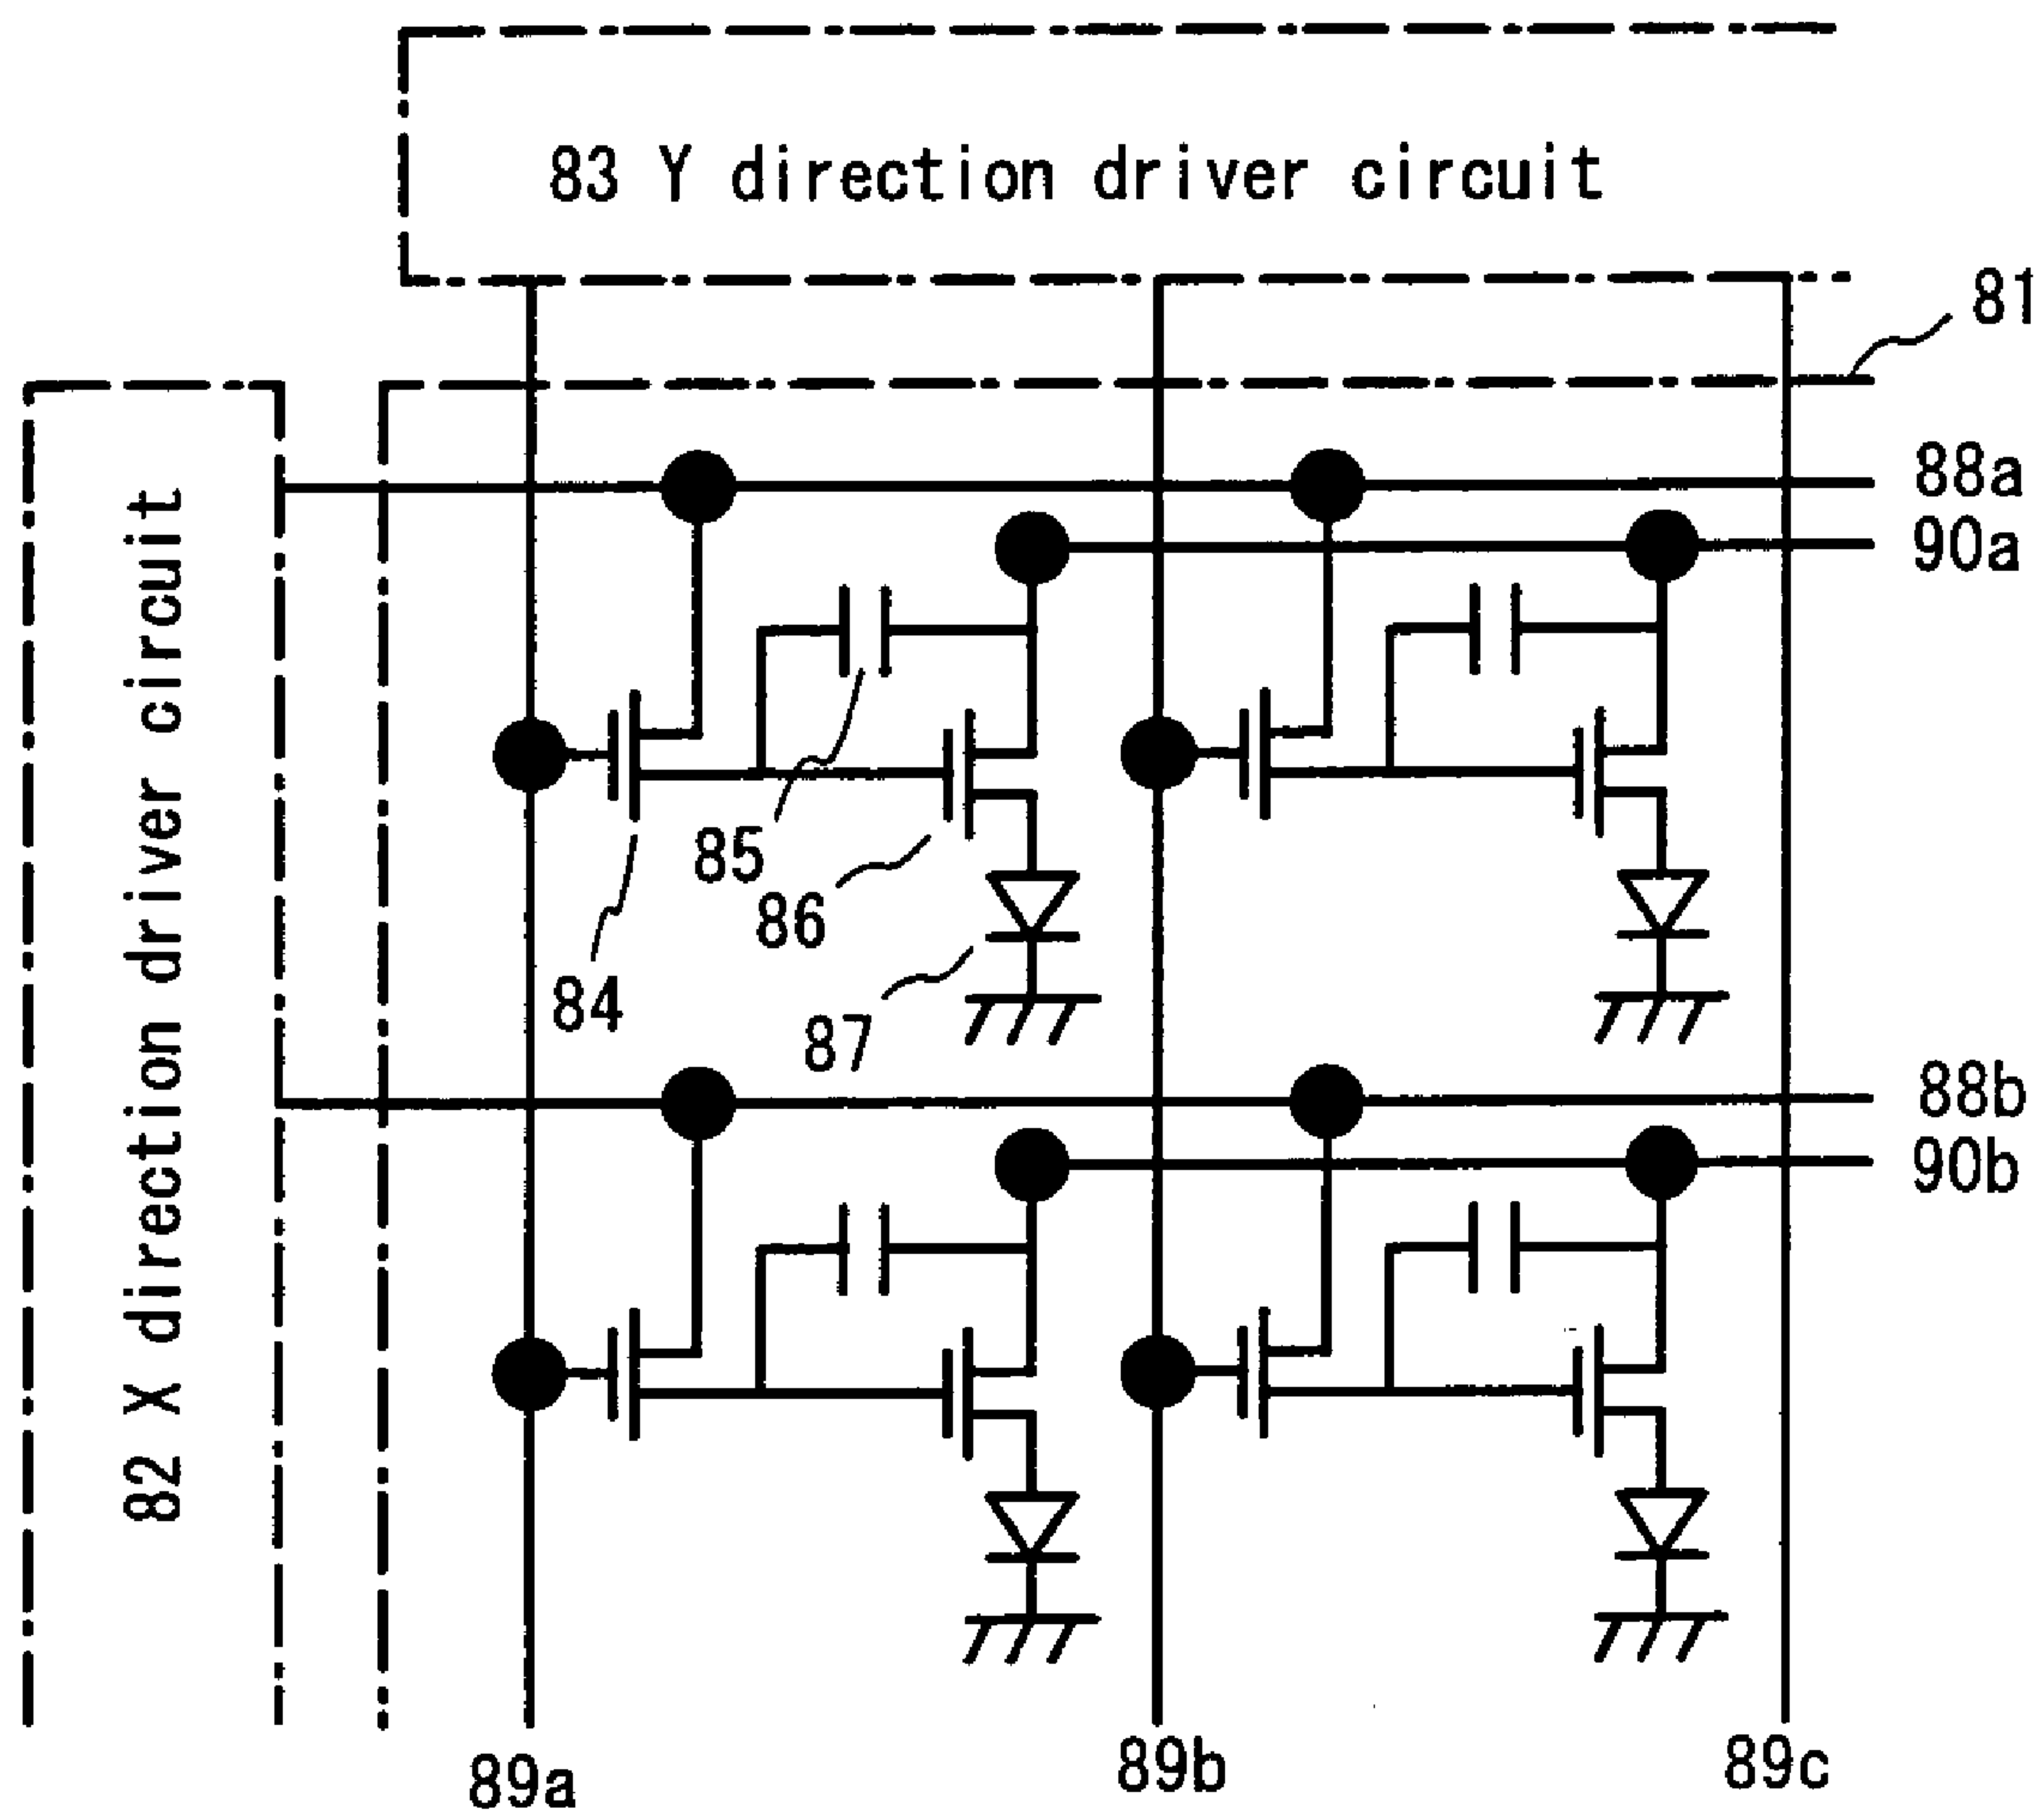 83 Y direction driver circuit
81
82 X direction driver circuit
88a
90a
85
86
84
87
88b
90b
89a
89b
89c